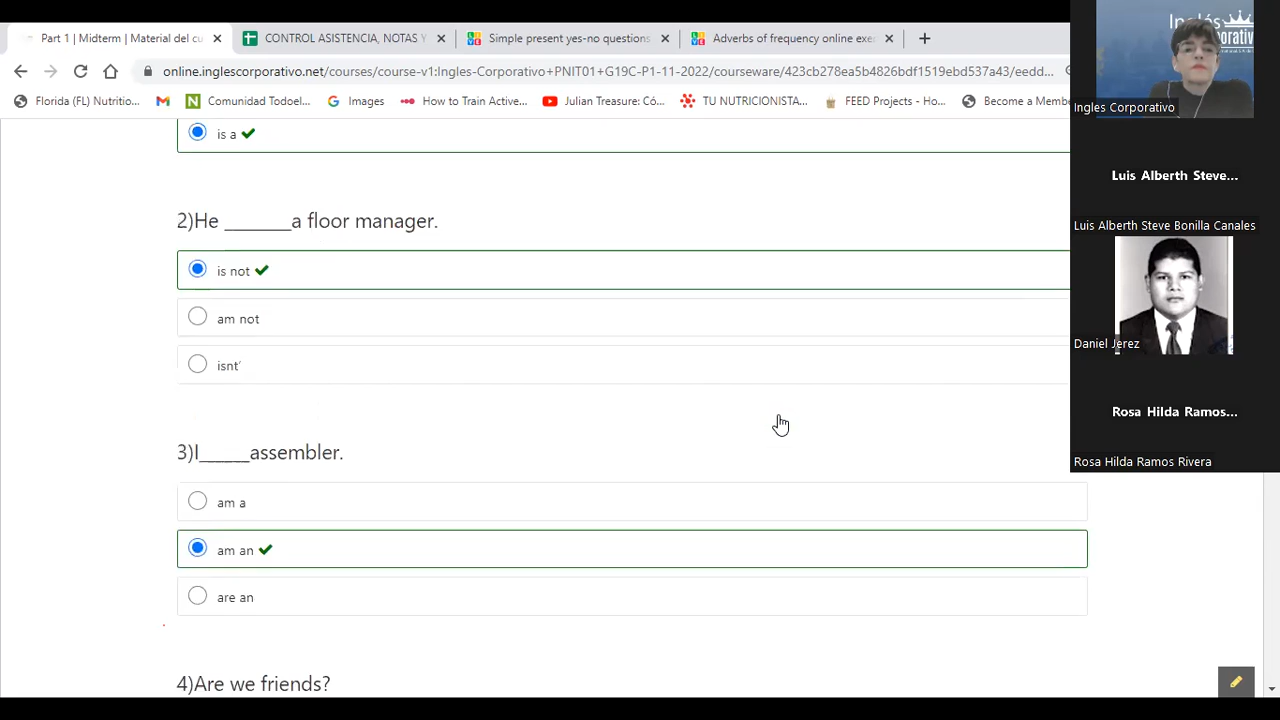 Part 1 | Midterm | Material del cu
CONTROL ASISTENCIA, NOTAS Y
Simple present yes-no questions
Adverbs of frequency online exe
online.inglescorporativo.net/courses/course-v1:Ingles-Corporativo+PNIT01+G19C-P1-11-2022/courseware/423cb278ea5b4826bdf1519ebd537a43/eedd...
Florida (FL) Nutritio...
Comunidad Todoel...
Images
How to Train Active...
Julian Treasure: Có...
TU NUTRICIONISTA...
FEED Projects - Ho...
Become a Membe
Inglés
orporativo
Ingles Corporativo
is a
Luis Alberth Steve...
Luis Alberth Steve Bonilla Canales
2)He _______a floor manager.
is not
am not
isnt´
Daniel Jerez
Rosa Hilda Ramos...
Rosa Hilda Ramos Rivera
3)I_____assembler.
am a
am an
are an
4)Are we friends?